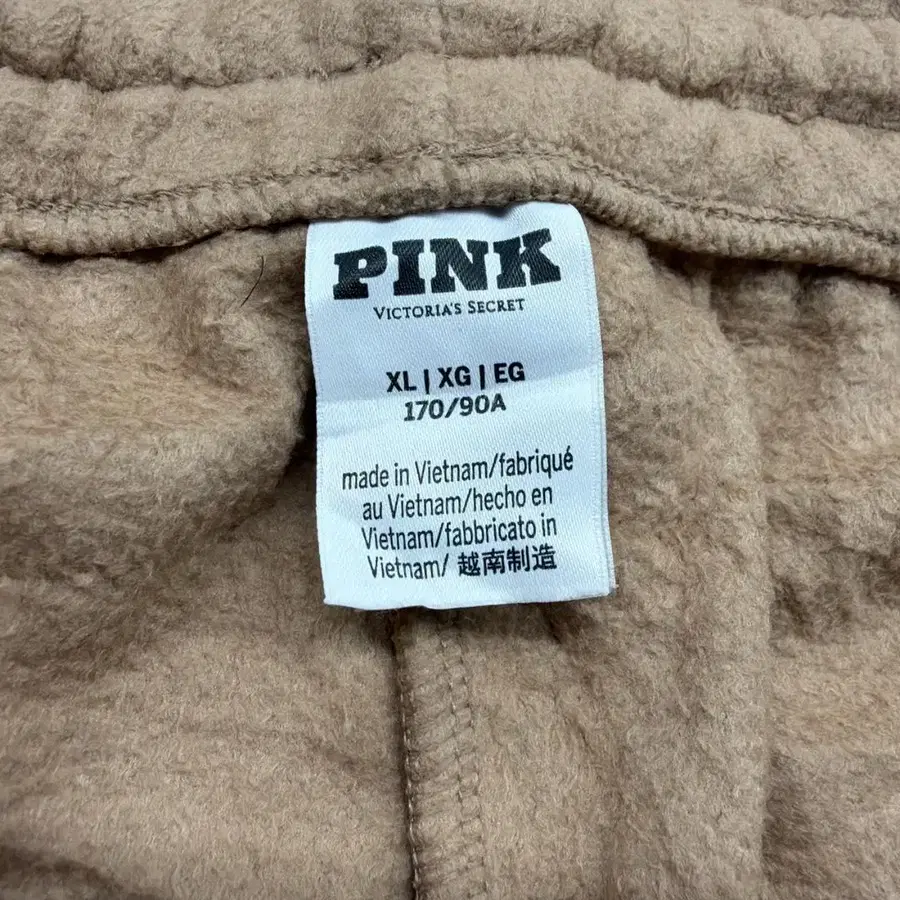 PINK
VICTORIA'S SECRET
XL | XG | EG
170/90A
made in Vietnam/fabriqué
au Vietnam/hecho en
Vietnam/fabbricato in
Vietnam/ 越南制造